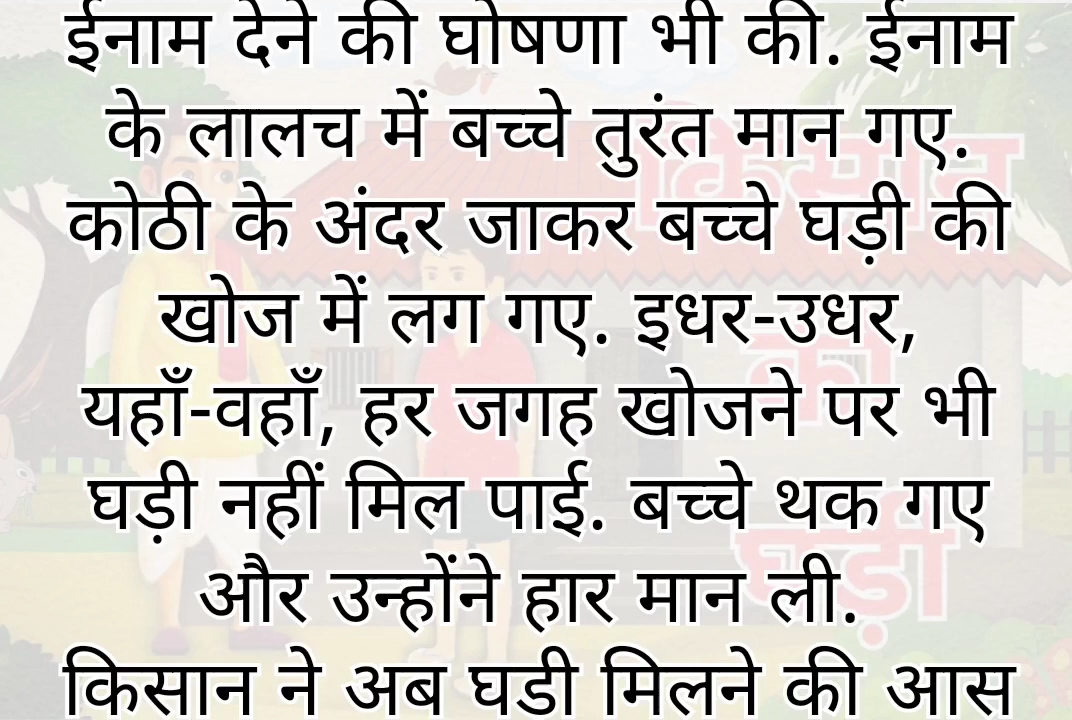 ईनाम देने की घोषणा भी की. ईनाम
के लालच में बच्चे तुरंत मान गए.
कोठी के अंदर जाकर बच्चे घड़ी की
खोज में लग गए. इधर-उधर,
यहाँ-वहाँ, हर जगह खोजने पर भी
घड़ी नहीं मिल पाई. बच्चे थक गए
और उन्होंने हार मान ली.
किसान ने अब घडी मिलने की आस
किसान
की
घड़ी